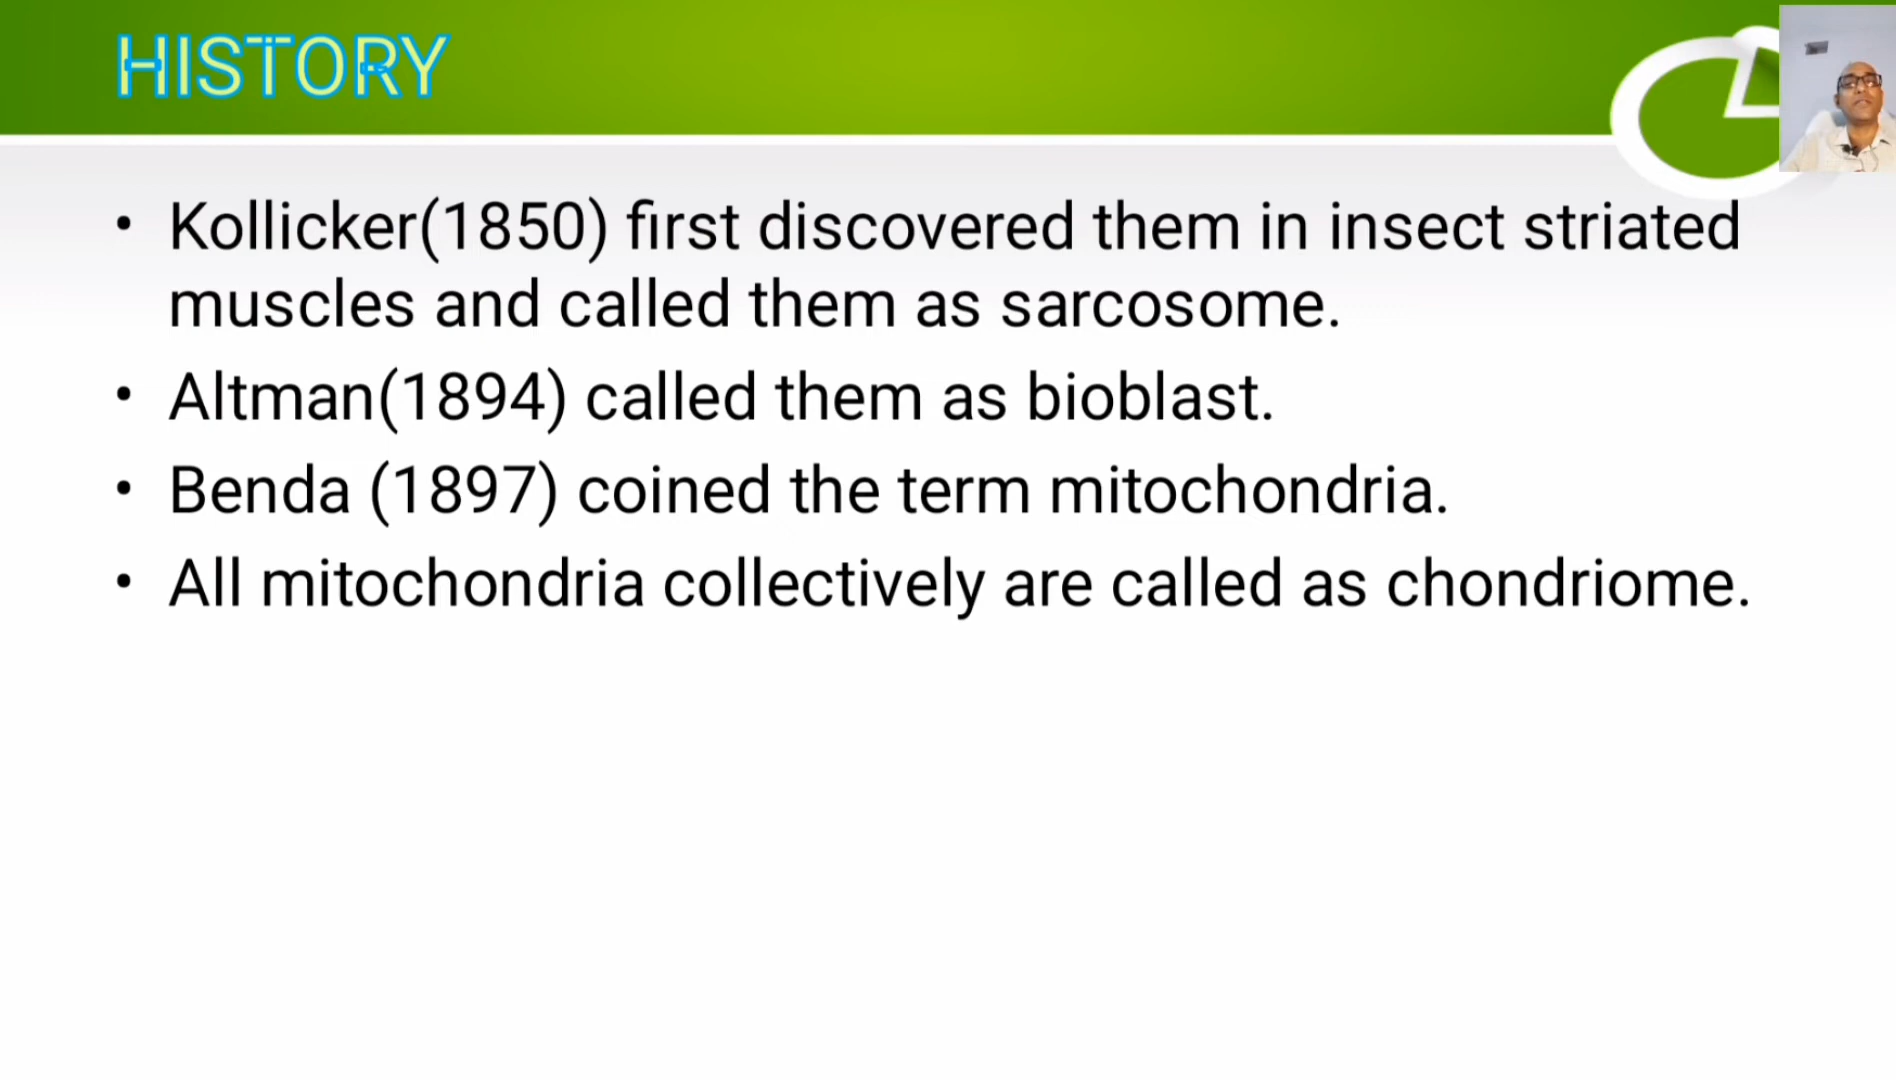 HISTORY
• Kollicker(1850) first discovered them in insect striated
muscles and called them as sarcosome.
• Altman(1894) called them as bioblast.
• Benda (1897) coined the term mitochondria.
• All mitochondria collectively are called as chondriome.